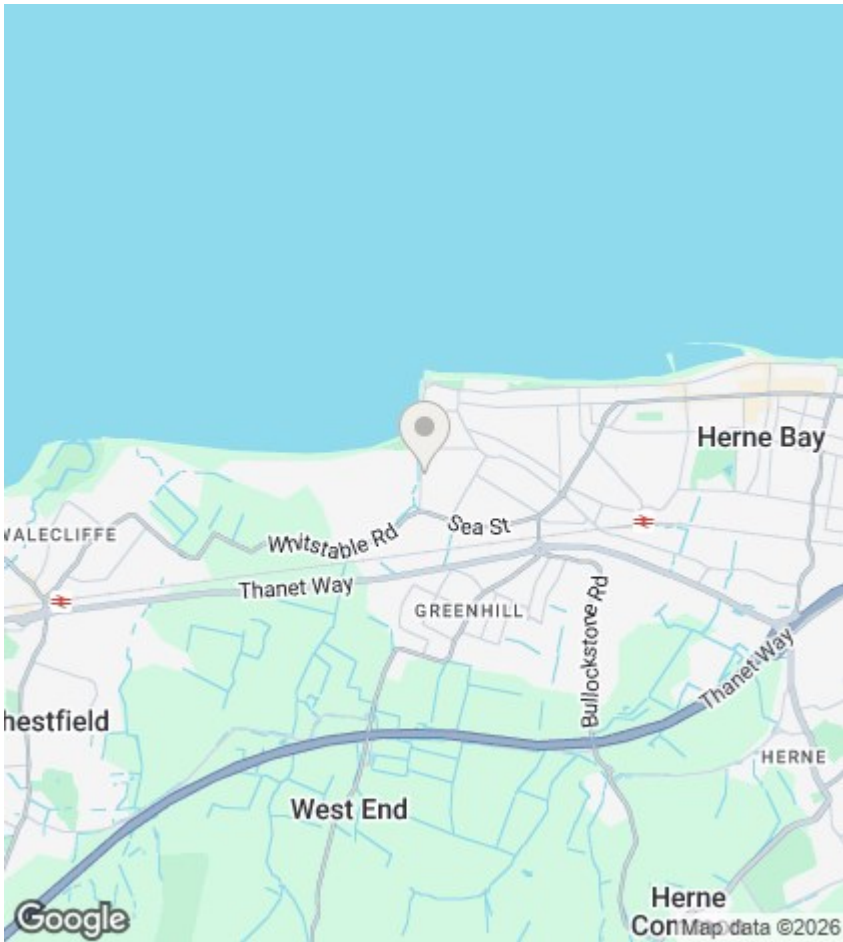 Herne Bay
WALECLIFFE
Whitstable Rd
Sea St
Thanet Way
GREENHILL
Bullockstone Rd
Thanet Way
hestfield
HERNE
West End
Herne
Com
Google
Map data ©2026